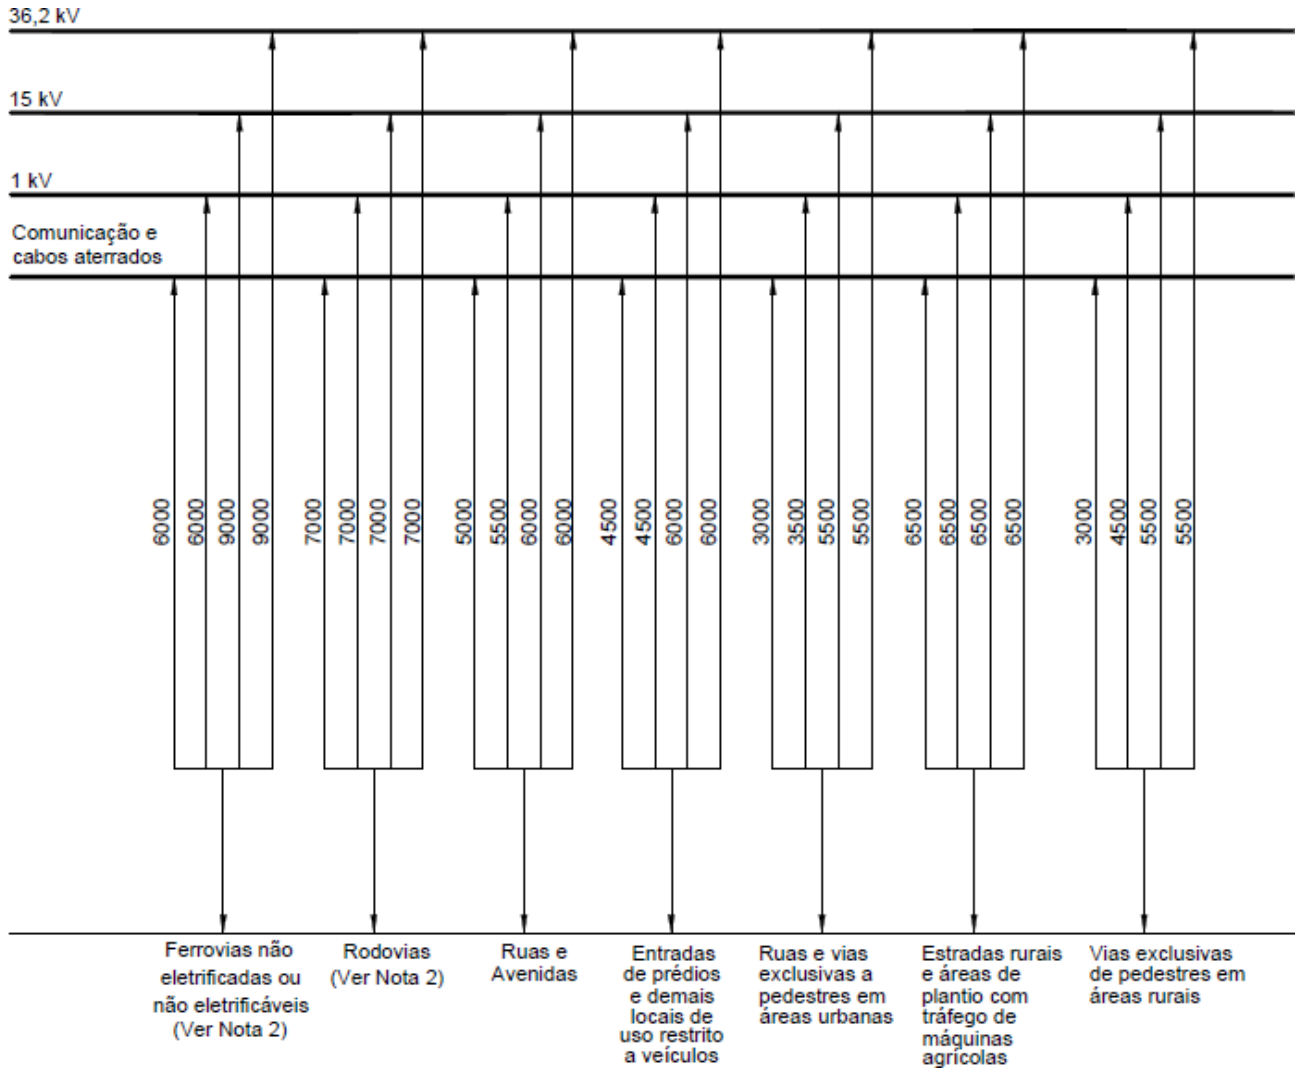 36,2 kV
15 kV
1 kV
Comunicação e
cabos aterrados
6000
6000
9000
9000
7000
7000
7000
7000
5000
5500
6000
6000
4500
4500
6000
6000
3000
3500
5500
5500
6500
6500
6500
6500
3000
4500
5500
5500
Ferrovias não
eletrificadas ou
não eletrificáveis
(Ver Nota 2)
Rodovias
(Ver Nota 2)
Ruas e
Avenidas
Entradas
de prédios
e demais
locais de
uso restrito
a veículos
Ruas e vias
exclusivas a
pedestres em
áreas urbanas
Estradas rurais
e áreas de
plantio com
tráfego de
máquinas
agrícolas
Vias exclusivas
de pedestres em
áreas rurais